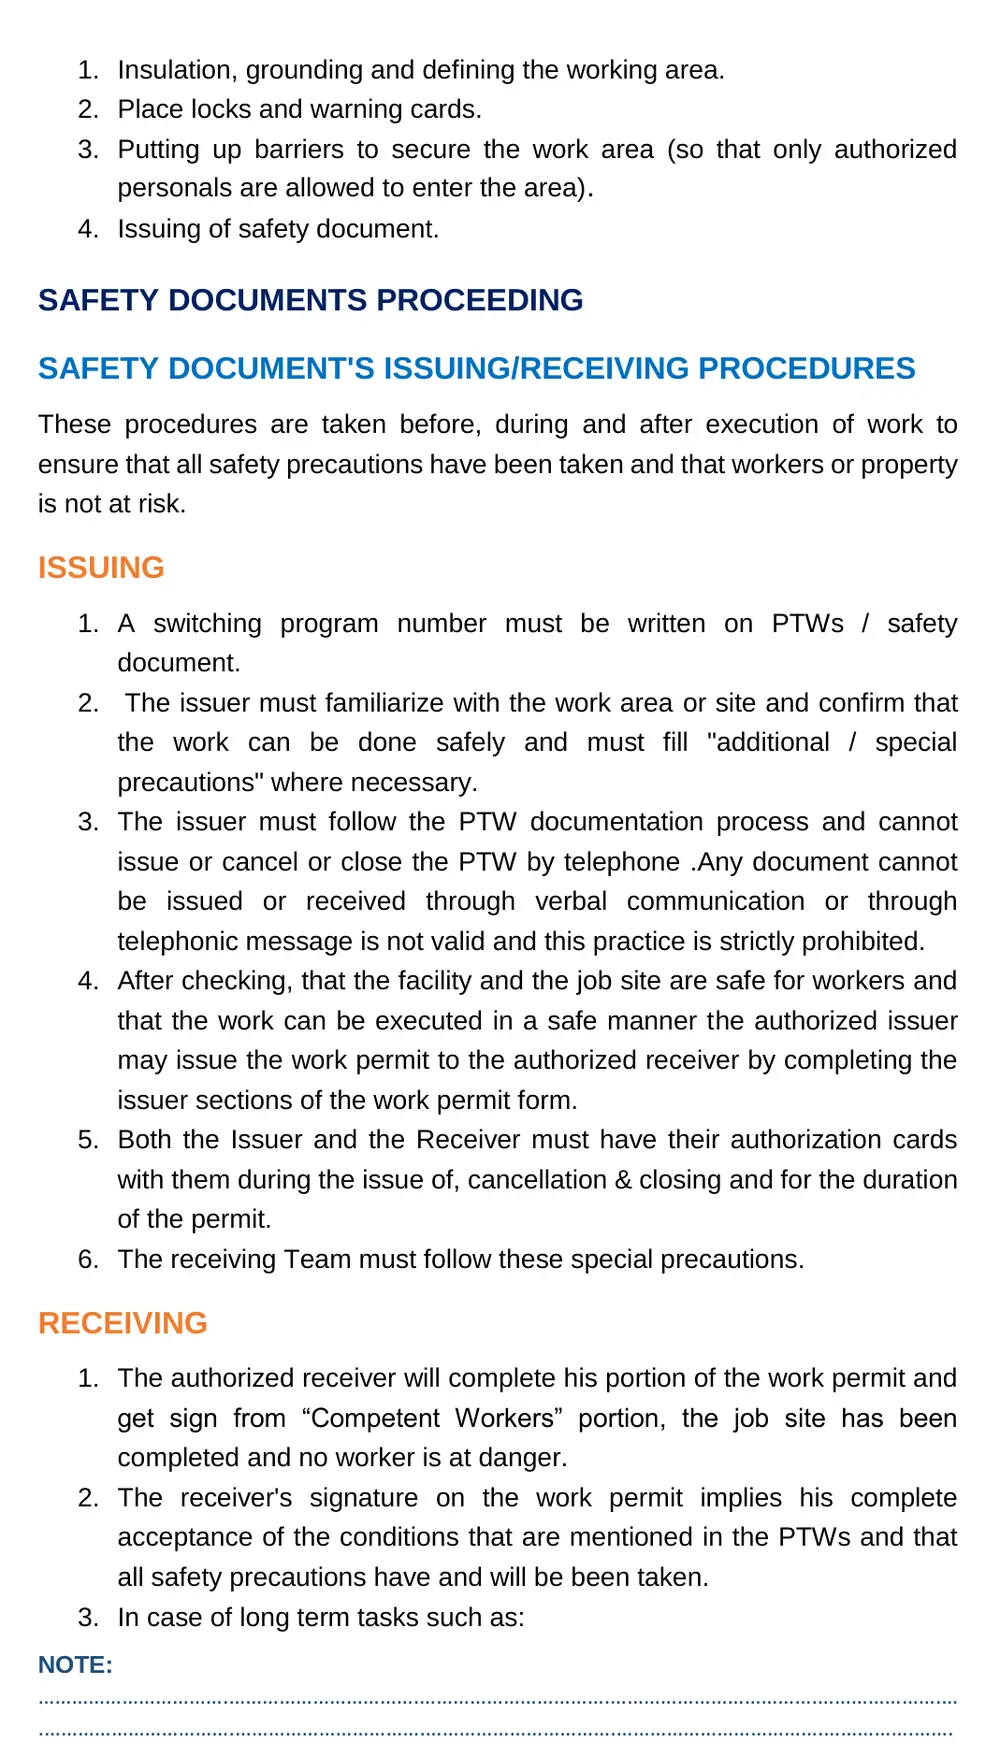 1. Insulation, grounding and defining the working area.
2. Place locks and warning cards.
3. Putting up barriers to secure the work area (so that only authorized
personals are allowed to enter the area).
4. Issuing of safety document.
SAFETY DOCUMENTS PROCEEDING
SAFETY DOCUMENT'S ISSUING/RECEIVING PROCEDURES
These procedures are taken before, during and after execution of work to
ensure that all safety precautions have been taken and that workers or property
is not at risk.
ISSUING
1. A switching program number must be written on PTWs / safety
document.
2. The issuer must familiarize with the work area or site and confirm that
the work can be done safely and must fill "additional / special
precautions" where necessary.
3. The issuer must follow the PTW documentation process and cannot
issue or cancel or close the PTW by telephone .Any document cannot
be issued or received through verbal communication or through
telephonic message is not valid and this practice is strictly prohibited.
4. After checking, that the facility and the job site are safe for workers and
that the work can be executed in a safe manner the authorized issuer
may issue the work permit to the authorized receiver by completing the
issuer sections of the work permit form.
5. Both the Issuer and the Receiver must have their authorization cards
with them during the issue of, cancellation & closing and for the duration
of the permit.
6. The receiving Team must follow these special precautions.
RECEIVING
1. The authorized receiver will complete his portion of the work permit and
get sign from “Competent Workers” portion, the job site has been
completed and no worker is at danger.
2. The receiver's signature on the work permit implies his complete
acceptance of the conditions that are mentioned in the PTWs and that
all safety precautions have and will be been taken.
3. In case of long term tasks such as:
NOTE:
................................................................................................................................
................................................................................................................................